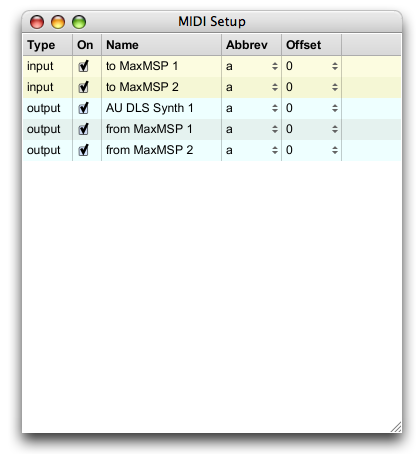 MIDI Setup
Type On Name Abbrev Offset
input to MaxMSP 1 a 0
input to MaxMSP 2 a 0
output AU DLS Synth 1 a 0
output from MaxMSP 1 a 0
output from MaxMSP 2 a 0